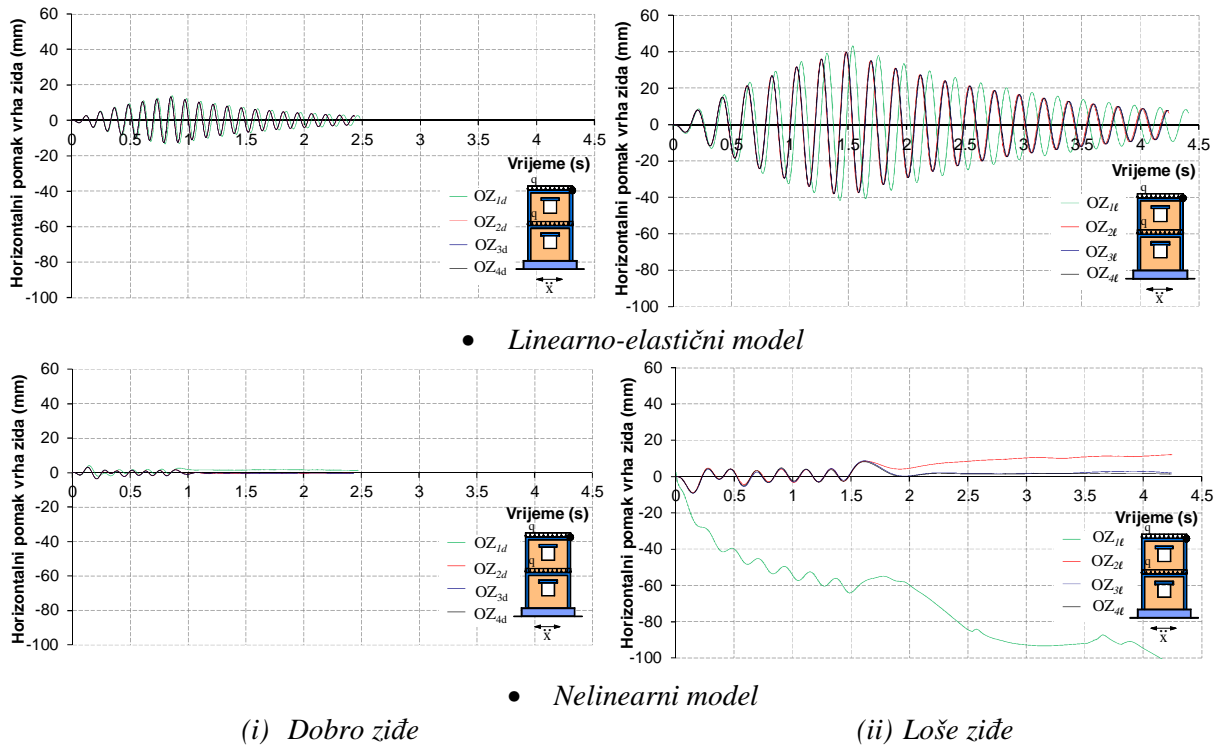 Horizontalni pomak vrha zida (mm)
60
40
20
0
-20
-40
-60
-80
-100
0 0.5 1 1.5 2 2.5 3 3.5 4 4.5
Vrijeme (s)
q
q
OZ1d
OZ2d
OZ3d
OZ4d
ẍ
Horizontalni pomak vrha zida (mm)
60
40
20
0
-20
-40
-60
-80
-100
0 0.5 1 1.5 2 2.5 3 3.5 4 4.5
Vrijeme (s)
q
q
OZ1ℓ
OZ2ℓ
OZ3ℓ
OZ4ℓ
ẍ
• Linearno-elastični model
Horizontalni pomak vrha zida (mm)
60
40
20
0
-20
-40
-60
-80
-100
0 0.5 1 1.5 2 2.5 3 3.5 4 4.5
Vrijeme (s)
q
q
OZ1d
OZ2d
OZ3d
OZ4d
ẍ
Horizontalni pomak vrha zida (mm)
60
40
20
0
-20
-40
-60
-80
-100
0 0.5 1 1.5 2 2.5 3 3.5 4 4.5
Vrijeme (s)
q
q
OZ1ℓ
OZ2ℓ
OZ3ℓ
OZ4ℓ
ẍ
• Nelinearni model
(i) Dobro ziđe
(ii) Loše ziđe